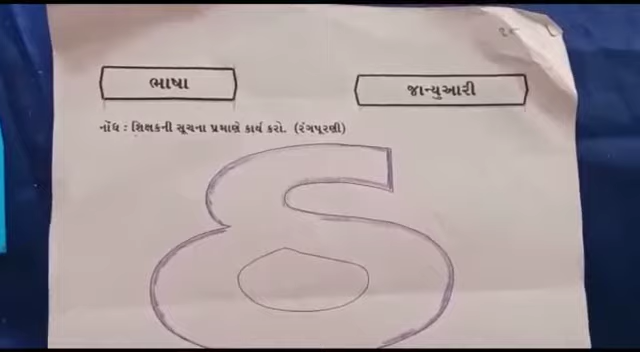 ભાષા
જાન્યુઆરી
નોંધ : શિક્ષકની સૂચના પ્રમાણે કાર્ય કરો. (રંગપૂરણી)
ઠ